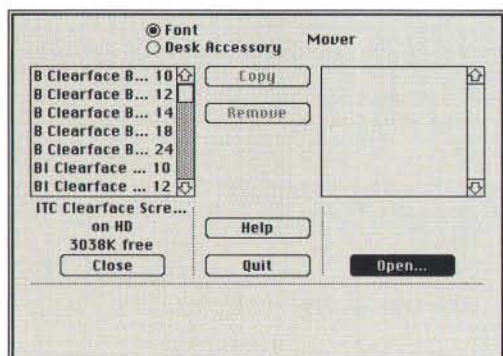 Font
Desk Accessory
Mover
B Clearface B... 10
B Clearface B... 12
B Clearface B... 14
B Clearface B... 18
B Clearface B... 24
BI Clearface ... 10
BI Clearface ... 12
Copy
Remove
ITC Clearface Scre...
on HD
3038K free
Close
Help
Quit
Open...